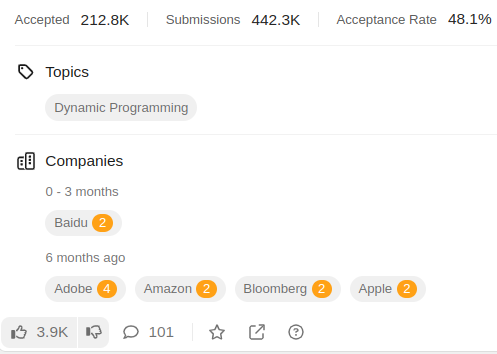 Accepted 212.8K Submissions 442.3K Acceptance Rate 48.1%
Topics
Dynamic Programming
Companies
0 - 3 months
Baidu 2
6 months ago
Adobe 4 Amazon 2 Bloomberg 2 Apple 2
3.9K 101